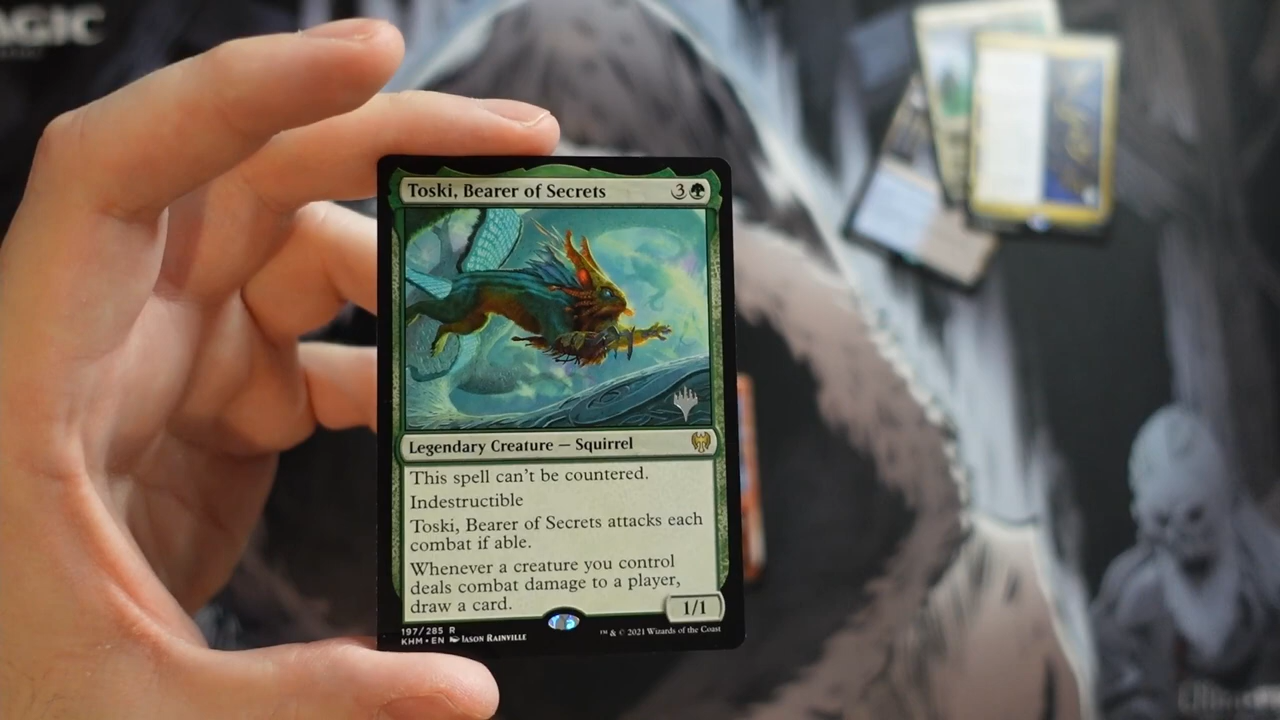 AGIC
Toski, Bearer of Secrets
3
Legendary Creature — Squirrel
This spell can't be countered.
Indestructible
Toski, Bearer of Secrets attacks each
combat if able.
Whenever a creature you control
deals combat damage to a player,
draw a card.
1/1
197/285 R
KHM • EN Jason Rainville
™ & © 2021 Wizards of the Coast